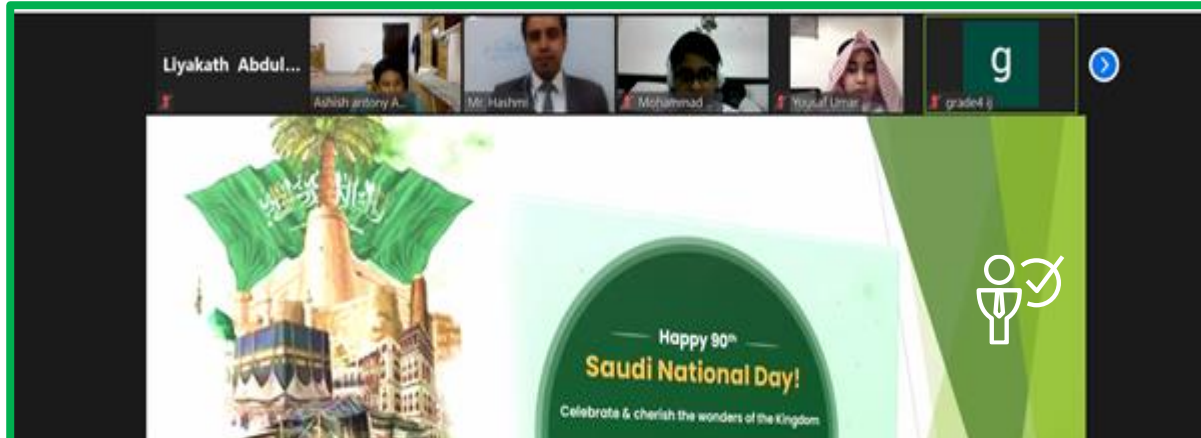 Liyakath Abdul...
Ashish antony A...
Mr. Hashmi
Mohammad
Yousaf Umar
g
grade4 ij
Happy 90th
Saudi National Day!
Celebrate & cherish the wonders of the Kingdom